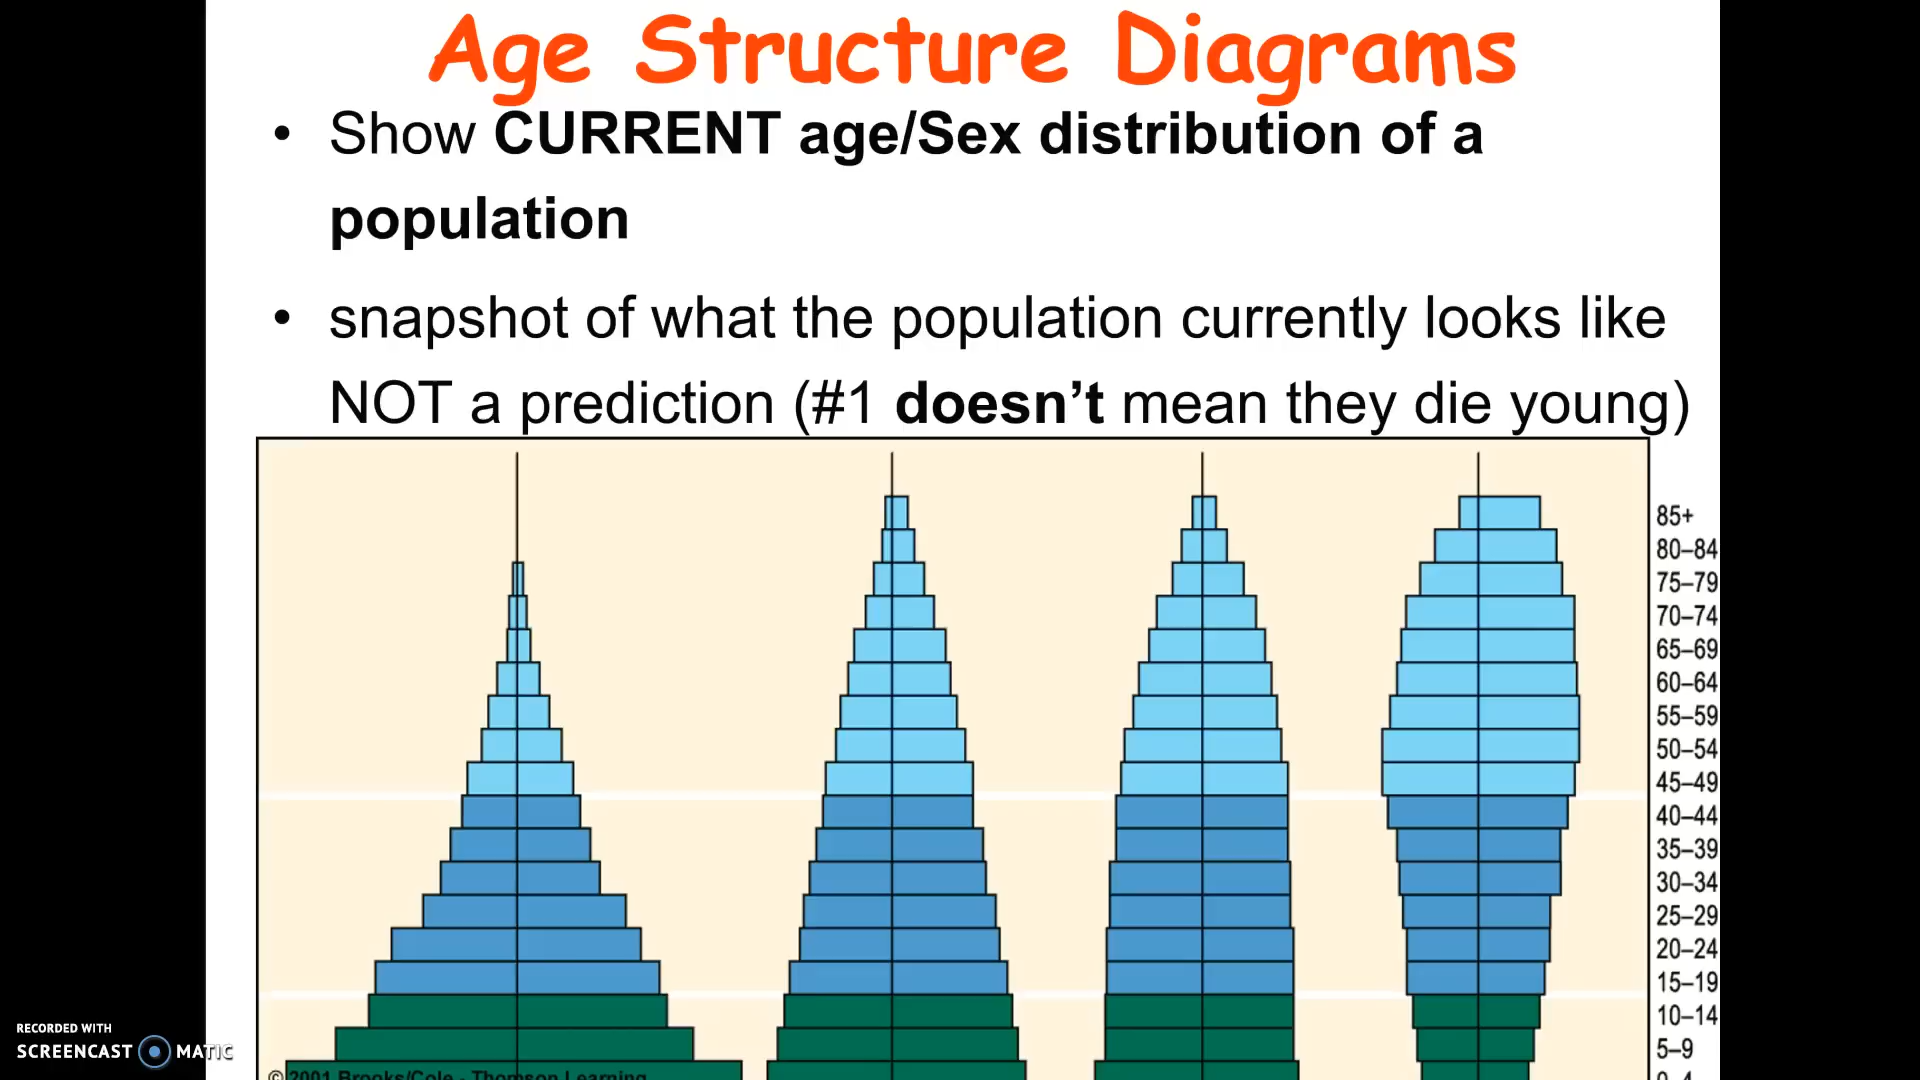 Age Structure Diagrams
• Show CURRENT age/Sex distribution of a
population
• snapshot of what the population currently looks like
NOT a prediction (#1 doesn’t mean they die young)
85+
80–84
75–79
70–74
65–69
60–64
55–59
50–54
45–49
40–44
35–39
30–34
25–29
20–24
15–19
10–14
5–9
0–4
© 2001 Brooks/Cole - Thomson Learning
RECORDED WITH
SCREENCAST MATIC